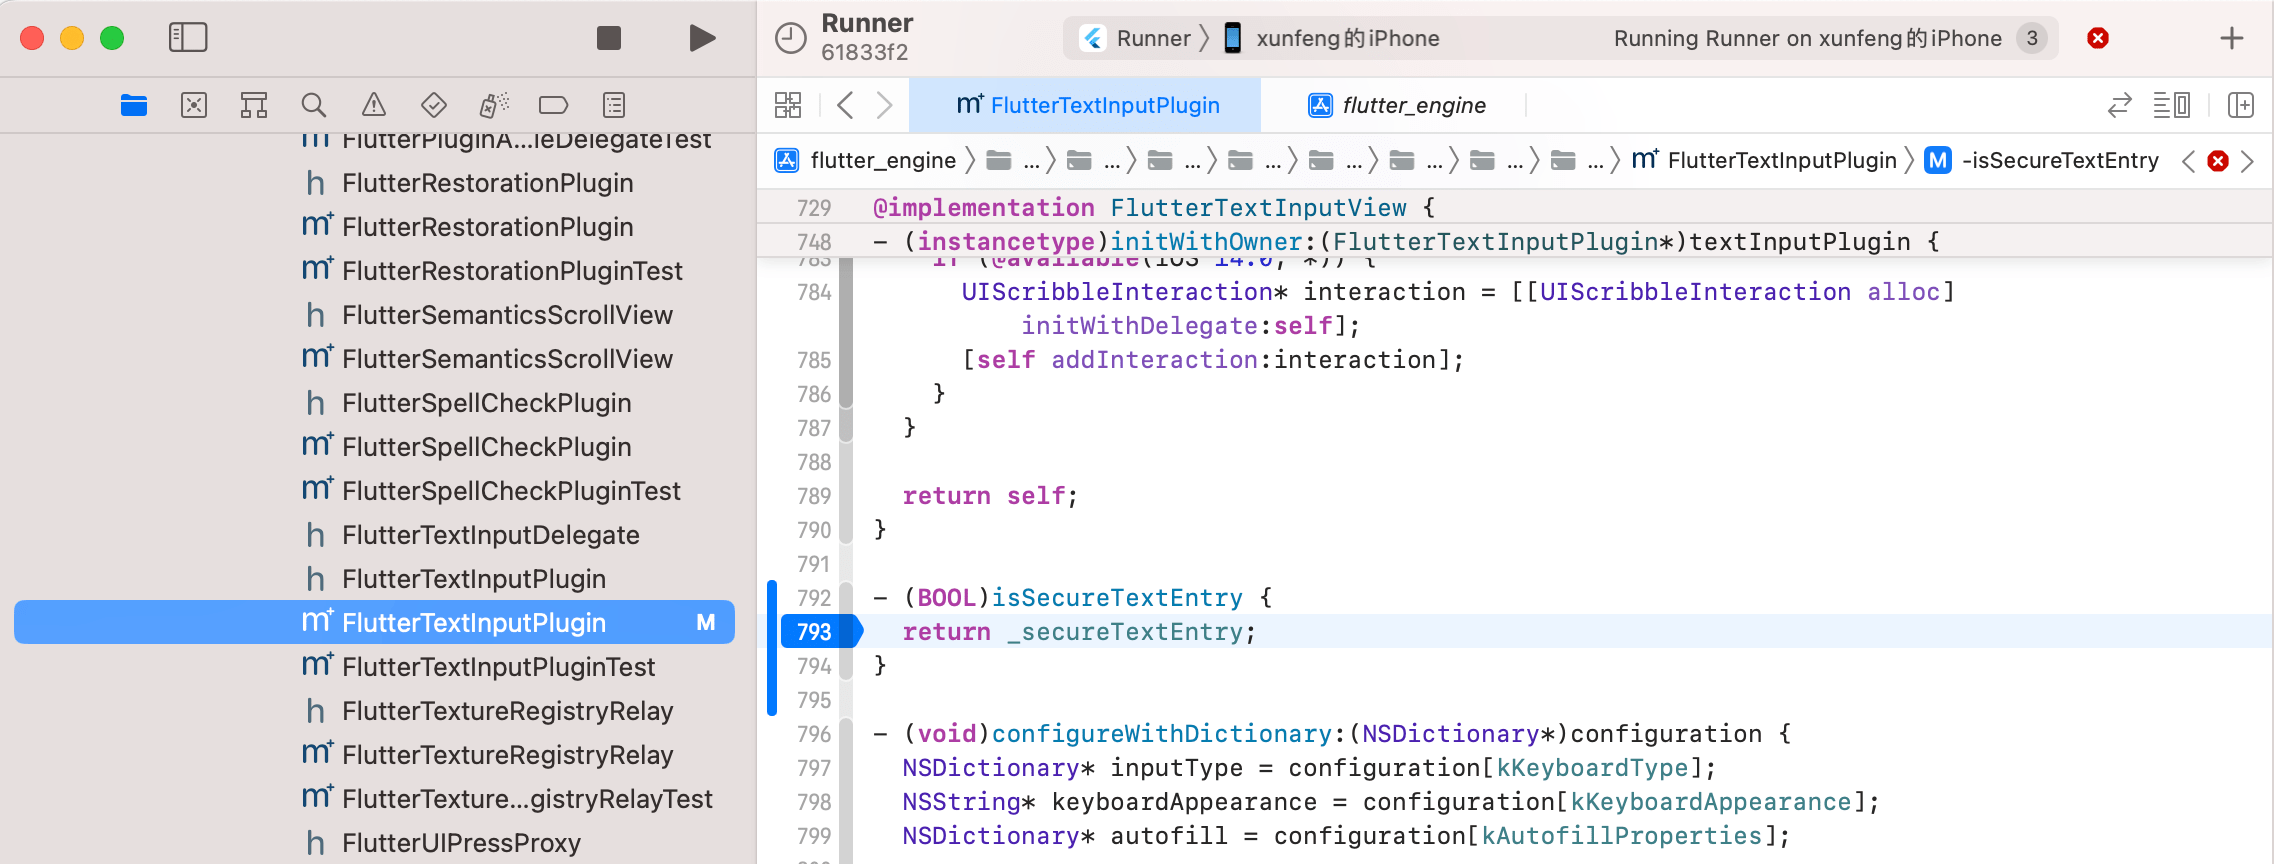 Runner
61833f2
Runner
xunfeng的iPhone
Running Runner on xunfeng的iPhone
3
FlutterTextInputPlugin
flutter_engine
flutter_engine
...
...
...
...
...
...
...
...
FlutterTextInputPlugin
M
-isSecureTextEntry
FlutterPluginA...leDelegateTest
h FlutterRestorationPlugin
m+ FlutterRestorationPlugin
m+ FlutterRestorationPluginTest
h FlutterSemanticsScrollView
m+ FlutterSemanticsScrollView
h FlutterSpellCheckPlugin
m+ FlutterSpellCheckPlugin
m+ FlutterSpellCheckPluginTest
h FlutterTextInputDelegate
h FlutterTextInputPlugin
m+ FlutterTextInputPlugin M
m+ FlutterTextInputPluginTest
h FlutterTextureRegistryRelay
m+ FlutterTextureRegistryRelay
m+ FlutterTexture...gistryRelayTest
h FlutterUIPressProxy
729 @implementation FlutterTextInputView {
748 - (instancetype)initWithOwner:(FlutterTextInputPlugin*)textInputPlugin {
783 if (@available(iOS 14.0, *)) {
784 UIScribbleInteraction* interaction = [[UIScribbleInteraction alloc]
initWithDelegate:self];
785 [self addInteraction:interaction];
786 }
787 }
788
789 return self;
790 }
791
792 - (BOOL)isSecureTextEntry {
793 return _secureTextEntry;
794 }
795
796 - (void)configureWithDictionary:(NSDictionary*)configuration {
797 NSDictionary* inputType = configuration[kKeyboardType];
798 NSString* keyboardAppearance = configuration[kKeyboardAppearance];
799 NSDictionary* autofill = configuration[kAutofillProperties];